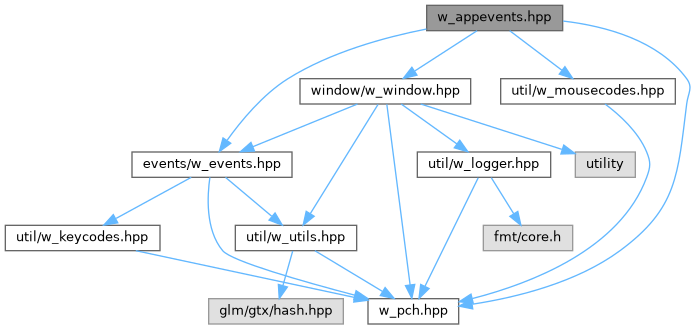 w_appevents.hpp
window/w_window.hpp
util/w_mousecodes.hpp
events/w_events.hpp
util/w_logger.hpp
utility
util/w_keycodes.hpp
util/w_utils.hpp
fmt/core.h
glm/gtx/hash.hpp
w_pch.hpp